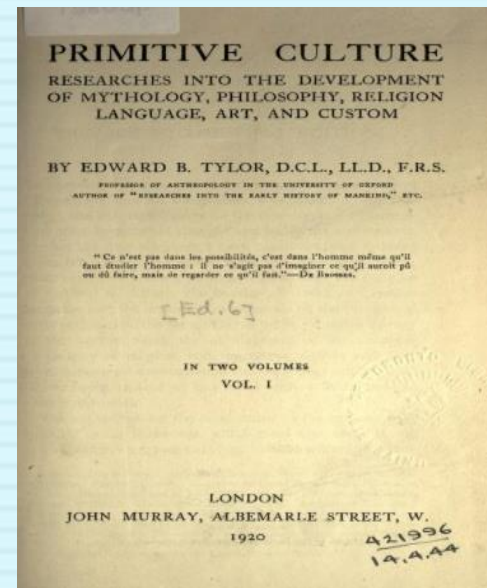 PRIMITIVE CULTURE
RESEARCHES INTO THE DEVELOPMENT
OF MYTHOLOGY, PHILOSOPHY, RELIGION
LANGUAGE, ART, AND CUSTOM
BY EDWARD B. TYLOR, D.C.L., LL.D., F.R.S.
PROFESSOR OF ANTHROPOLOGY IN THE UNIVERSITY OF OXFORD
AUTHOR OF "RESEARCHES INTO THE EARLY HISTORY OF MANKIND," ETC.
"Ce n'est pas dans les possibilités, c'est dans l'homme même qu'il
faut étudier l'homme : il ne s'agit pas d'imaginer ce qu'il auroit pû
ou dû faire, mais de regarder ce qu'il fait."—De Brosses.
[Ed.6]
IN TWO VOLUMES
VOL. I
LONDON
JOHN MURRAY, ALBEMARLE STREET, W.
1920
421996
14.4.44